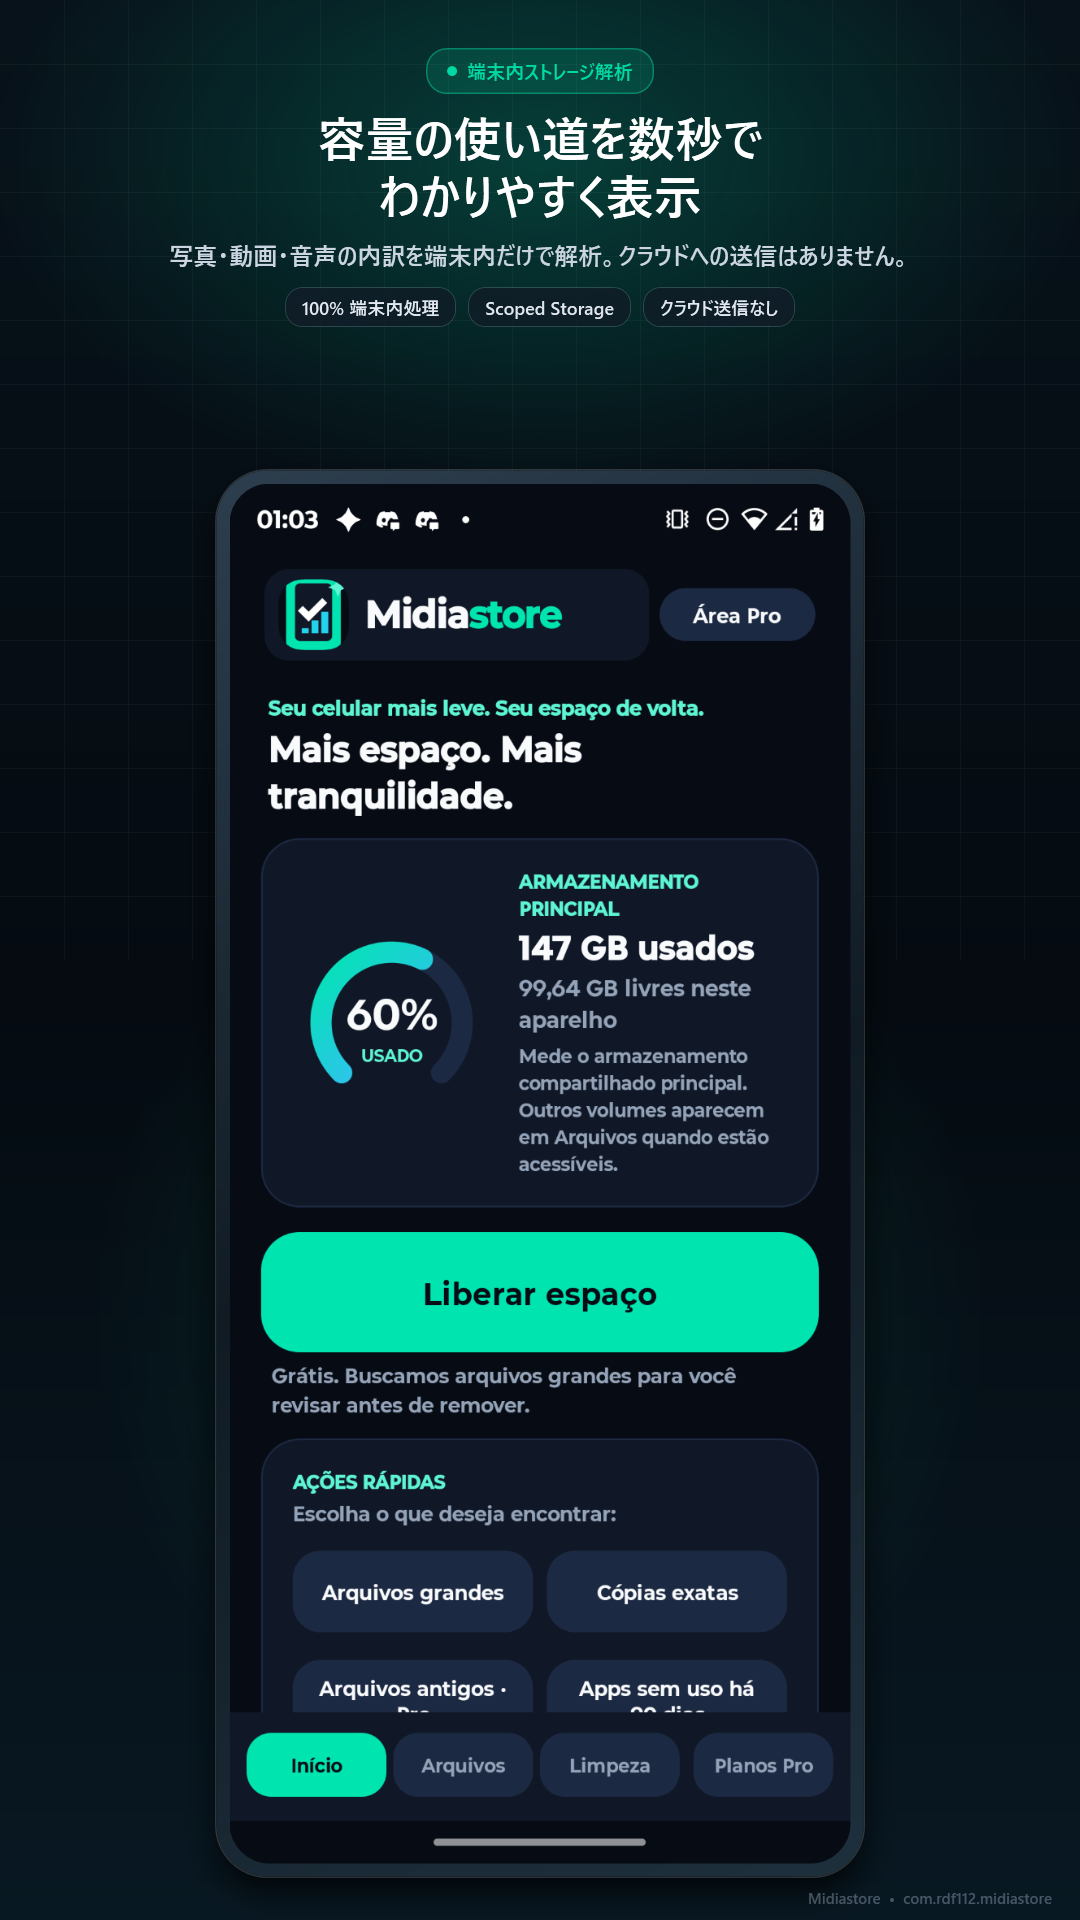 端末内ストレージ解析
容量の使い道を数秒で
わかりやすく表示
写真・動画・音声の内訳を端末内だけで解析。クラウドへの送信はありません。
100% 端末内処理
Scoped Storage
クラウド送信なし
01:03
Midiastore
Área Pro
Seu celular mais leve. Seu espaço de volta.
Mais espaço. Mais
tranquilidade.
ARMAZENAMENTO
PRINCIPAL
147 GB usados
99,64 GB livres neste
aparelho
Mede o armazenamento
compartilhado principal.
Outros volumes aparecem
em Arquivos quando estão
acessíveis.
60%
USADO
Liberar espaço
Grátis. Buscamos arquivos grandes para você
revisar antes de remover.
AÇÕES RÁPIDAS
Escolha o que deseja encontrar:
Arquivos grandes
Cópias exatas
Arquivos antigos ·
Apps sem uso há
Início
Arquivos
Limpeza
Planos Pro
Midiastore • com.rdf112.midiastore